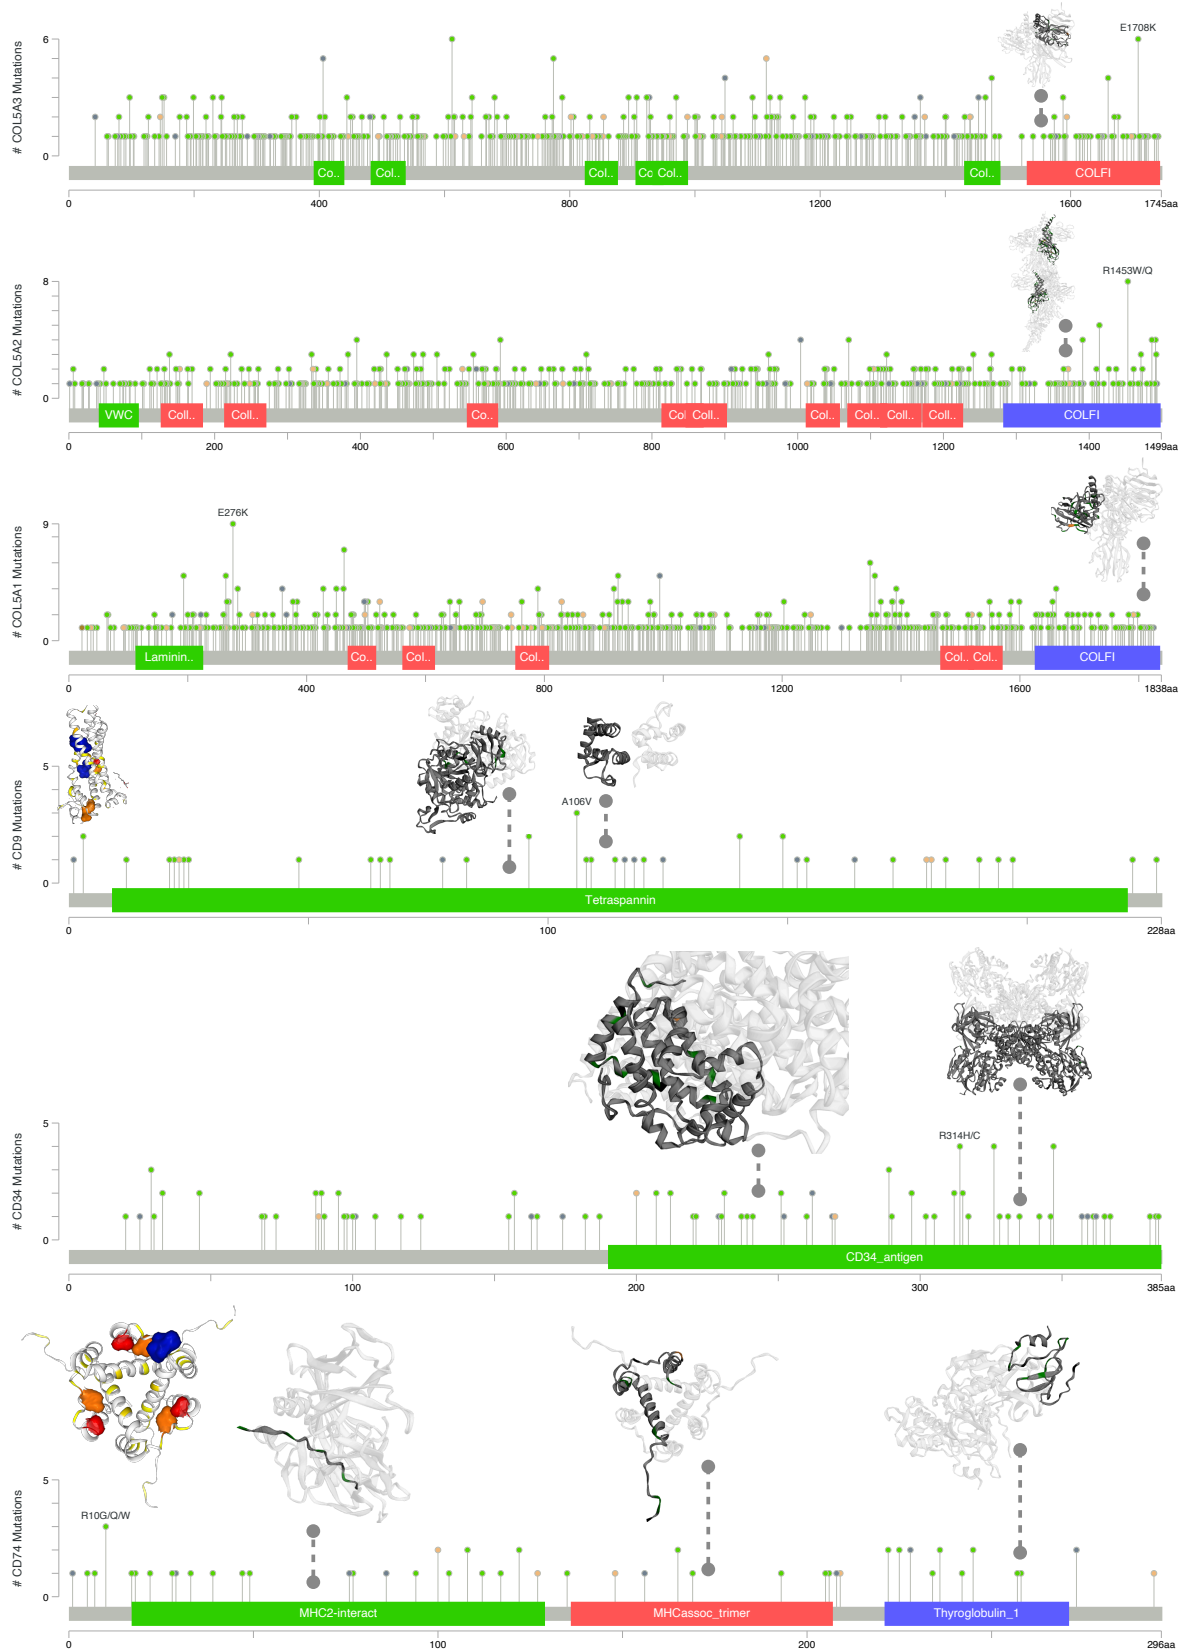 # COL5A3 Mutations
6
0
E1708K
Co..
Col..
Col..
Co
Col..
Col..
COLFI
0
400
800
1200
1600
1745aa
# COL5A2 Mutations
8
0
R1453W/Q
VWC
Coll..
Coll..
Co..
Col
Coll..
Col..
Col..
Coll..
Coll..
COLFI
0
200
400
600
800
1000
1200
1400
1499aa
# COL5A1 Mutations
9
0
E276K
Laminin..
Co..
Col..
Col..
Col..
Col..
COLFI
0
400
800
1200
1600
1838aa
# CD9 Mutations
5
0
A106V
Tetraspannin
0
100
228aa
# CD34 Mutations
5
0
R314H/C
CD34_antigen
0
100
200
300
385aa
# CD74 Mutations
5
0
R10G/Q/W
MHC2-interact
MHCassoc_trimer
Thyroglobulin_1
0
100
200
296aa